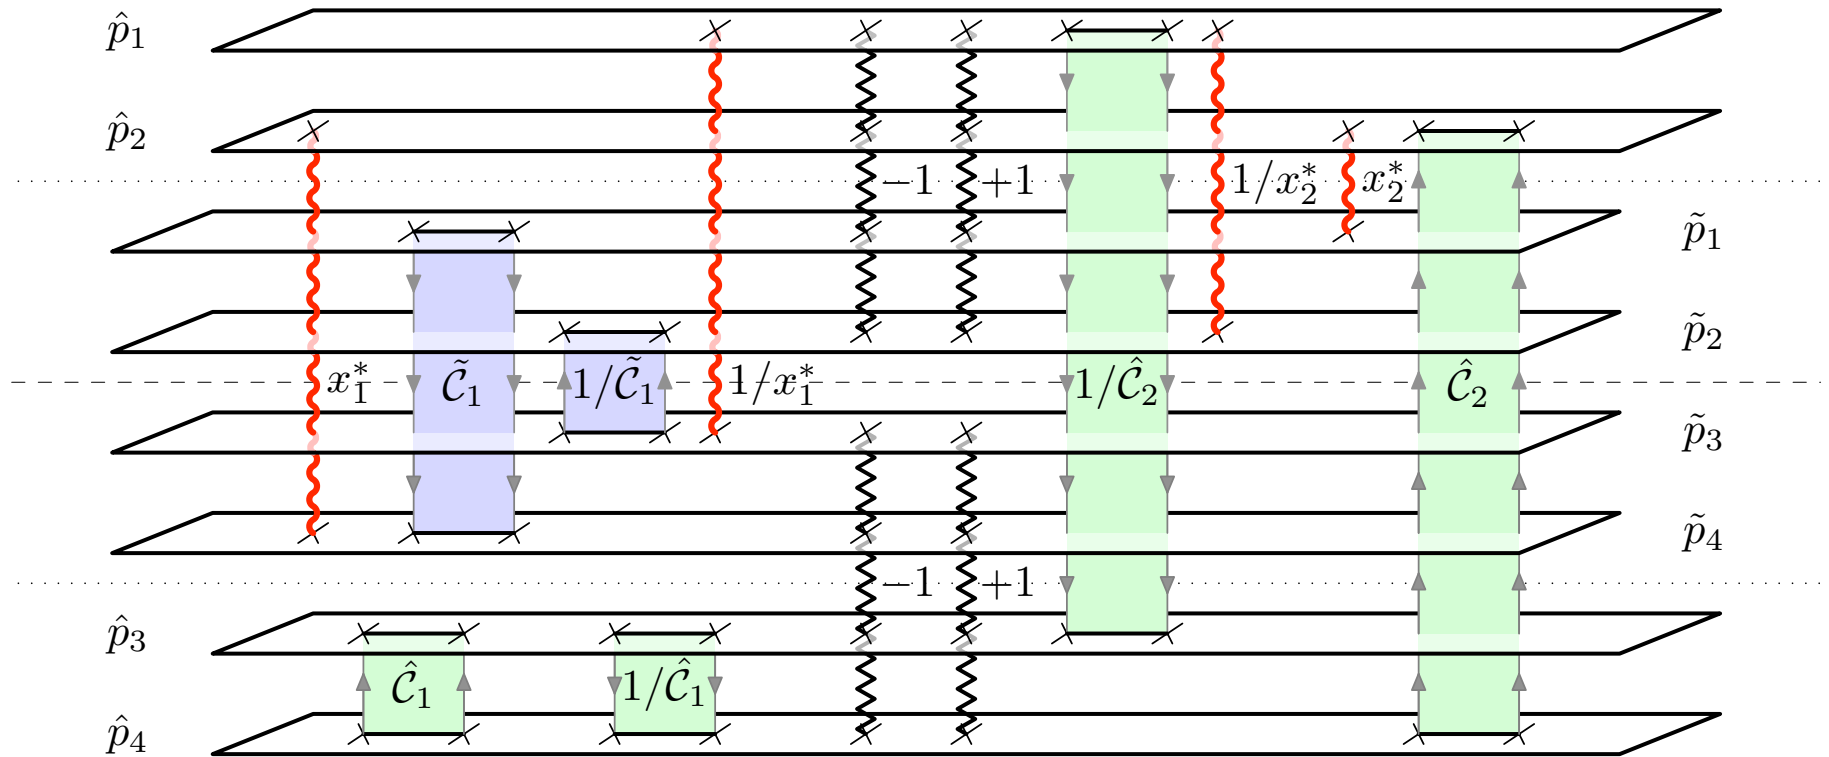 p̂₁
p̂₂
−1 +1 1/x₂* x₂*
p̃₁
p̃₂
x₁* C̃₁ 1/C̃₁ 1/x₁* 1/Ĉ₂ Ĉ₂
p̃₃
p̃₄
−1 +1
p̂₃
Ĉ₁ 1/Ĉ₁
p̂₄